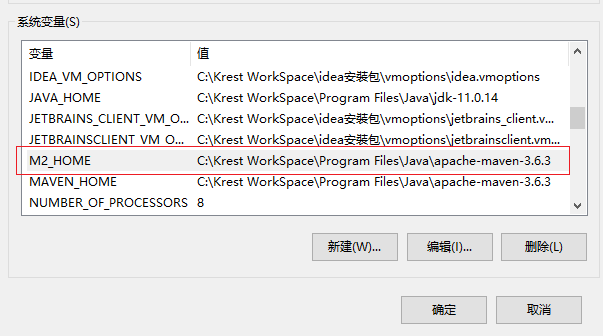 系统变量(S)
变量 值
IDEA_VM_OPTIONS C:\Krest WorkSpace\idea安装包\vmoptions\idea.vmoptions
JAVA_HOME C:\Krest WorkSpace\Program Files\Java\jdk-11.0.14
JETBRAINS_CLIENT_VM_O... C:\Krest WorkSpace\idea安装包\vmoptions\jetbrains_client.v...
JETBRAINSCLIENT_VM_O... C:\Krest WorkSpace\idea安装包\vmoptions\jetbrainsclient.vm...
M2_HOME C:\Krest WorkSpace\Program Files\Java\apache-maven-3.6.3
MAVEN_HOME C:\Krest WorkSpace\Program Files\Java\apache-maven-3.6.3
NUMBER_OF_PROCESSORS 8
新建(W)... 编辑(I)... 删除(L)
确定 取消